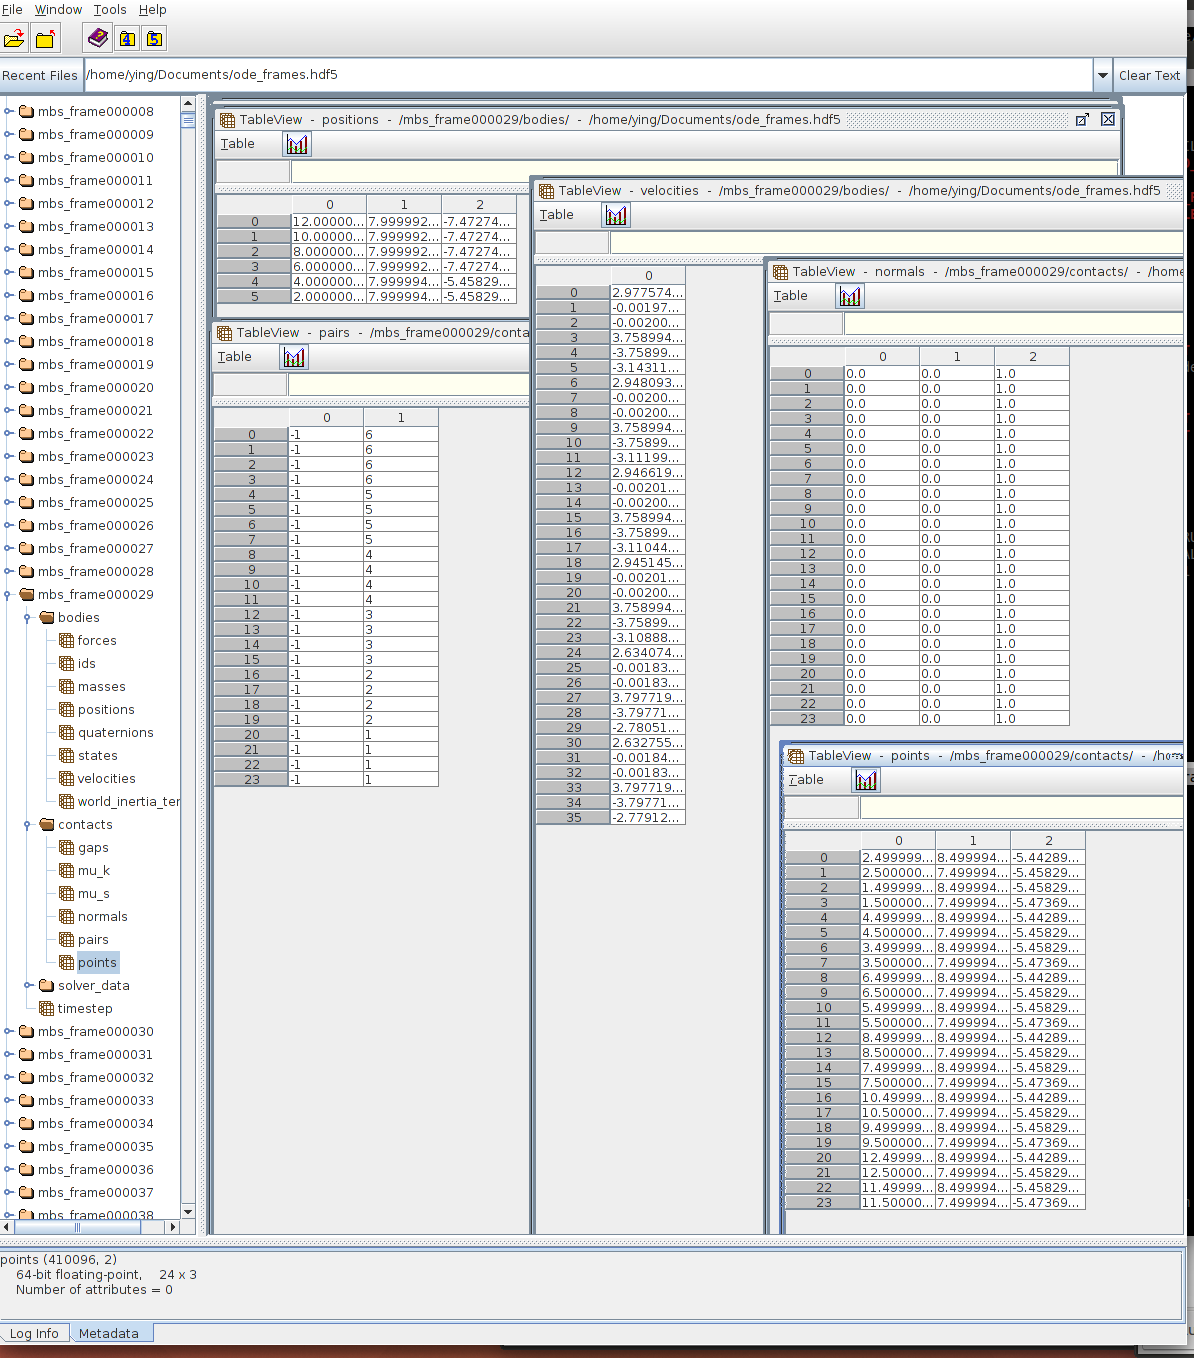 File Window Tools Help
4 5
Recent Files /home/ying/Documents/ode_frames.hdf5 Clear Text
mbs_frame000008
mbs_frame000009
mbs_frame000010
mbs_frame000011
mbs_frame000012
mbs_frame000013
mbs_frame000014
mbs_frame000015
mbs_frame000016
mbs_frame000017
mbs_frame000018
mbs_frame000019
mbs_frame000020
mbs_frame000021
mbs_frame000022
mbs_frame000023
mbs_frame000024
mbs_frame000025
mbs_frame000026
mbs_frame000027
mbs_frame000028
mbs_frame000029
bodies
forces
ids
masses
positions
quaternions
states
velocities
world_inertia_ter
contacts
gaps
mu_k
mu_s
normals
pairs
points
solver_data
timestep
mbs_frame000030
mbs_frame000031
mbs_frame000032
mbs_frame000033
mbs_frame000034
mbs_frame000035
mbs_frame000036
mbs_frame000037
mbs_frame000038
TableView - positions - /mbs_frame000029/bodies/ - /home/ying/Documents/ode_frames.hdf5
Table
0 1 2
0 12.00000... 7.999992... -7.47274...
1 10.00000... 7.999992... -7.47274...
2 8.000000... 7.999992... -7.47274...
3 6.000000... 7.999992... -7.47274...
4 4.000000... 7.999994... -5.45829...
5 2.000000... 7.999994... -5.45829...
TableView - pairs - /mbs_frame000029/conta
Table
0 1
0 -1 6
1 -1 6
2 -1 6
3 -1 6
4 -1 5
5 -1 5
6 -1 5
7 -1 5
8 -1 4
9 -1 4
10 -1 4
11 -1 4
12 -1 3
13 -1 3
14 -1 3
15 -1 3
16 -1 2
17 -1 2
18 -1 2
19 -1 2
20 -1 1
21 -1 1
22 -1 1
23 -1 1
TableView - velocities - /mbs_frame000029/bodies/ - /home/ying/Documents/ode_frames.hdf5
Table
0
0 2.977574...
1 -0.00197...
2 -0.00200...
3 3.758994...
4 -3.75899...
5 -3.14311...
6 2.948093...
7 -0.00200...
8 -0.00200...
9 3.758994...
10 -3.75899...
11 -3.11199...
12 2.946619...
13 -0.00201...
14 -0.00200...
15 3.758994...
16 -3.75899...
17 -3.11044...
18 2.945145...
19 -0.00201...
20 -0.00200...
21 3.758994...
22 -3.75899...
23 -3.10888...
24 2.634074...
25 -0.00183...
26 -0.00183...
27 3.797719...
28 -3.79771...
29 -2.78051...
30 2.632755...
31 -0.00184...
32 -0.00183...
33 3.797719...
34 -3.79771...
35 -2.77912...
TableView - normals - /mbs_frame000029/contacts/ - /home
Table
0 1 2
0 0.0 0.0 1.0
1 0.0 0.0 1.0
2 0.0 0.0 1.0
3 0.0 0.0 1.0
4 0.0 0.0 1.0
5 0.0 0.0 1.0
6 0.0 0.0 1.0
7 0.0 0.0 1.0
8 0.0 0.0 1.0
9 0.0 0.0 1.0
10 0.0 0.0 1.0
11 0.0 0.0 1.0
12 0.0 0.0 1.0
13 0.0 0.0 1.0
14 0.0 0.0 1.0
15 0.0 0.0 1.0
16 0.0 0.0 1.0
17 0.0 0.0 1.0
18 0.0 0.0 1.0
19 0.0 0.0 1.0
20 0.0 0.0 1.0
21 0.0 0.0 1.0
22 0.0 0.0 1.0
23 0.0 0.0 1.0
TableView - points - /mbs_frame000029/contacts/ -
Table
0 1 2
0 2.499999... 8.499994... -5.44289...
1 2.500000... 7.499994... -5.45829...
2 1.499999... 8.499994... -5.45829...
3 1.500000... 7.499994... -5.47369...
4 4.499999... 8.499994... -5.44289...
5 4.500000... 7.499994... -5.45829...
6 3.499999... 8.499994... -5.45829...
7 3.500000... 7.499994... -5.47369...
8 6.499999... 8.499994... -5.44289...
9 6.500000... 7.499994... -5.45829...
10 5.499999... 8.499994... -5.45829...
11 5.500000... 7.499994... -5.47369...
12 8.499999... 8.499994... -5.44289...
13 8.500000... 7.499994... -5.45829...
14 7.499999... 8.499994... -5.45829...
15 7.500000... 7.499994... -5.47369...
16 10.49999... 8.499994... -5.44289...
17 10.50000... 7.499994... -5.45829...
18 9.499999... 8.499994... -5.45829...
19 9.500000... 7.499994... -5.47369...
20 12.49999... 8.499994... -5.44289...
21 12.50000... 7.499994... -5.45829...
22 11.49999... 8.499994... -5.45829...
23 11.50000... 7.499994... -5.47369...
points (410096, 2)
64-bit floating-point, 24 x 3
Number of attributes = 0
Log Info Metadata